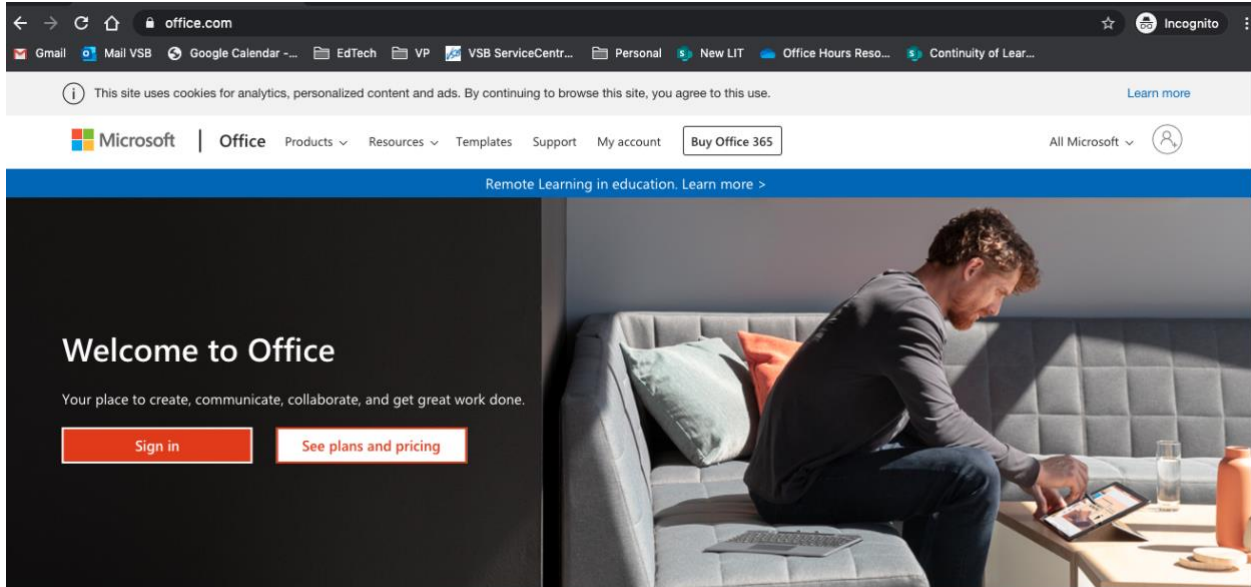 office.com
Incognito
Gmail Mail VSB Google Calendar -... EdTech VP VSB ServiceCentr... Personal New LIT Office Hours Reso... Continuity of Lear...
This site uses cookies for analytics, personalized content and ads. By continuing to browse this site, you agree to this use. Learn more
Microsoft | Office Products Resources Templates Support My account Buy Office 365 All Microsoft
Remote Learning in education. Learn more >
Welcome to Office
Your place to create, communicate, collaborate, and get great work done.
Sign in See plans and pricing